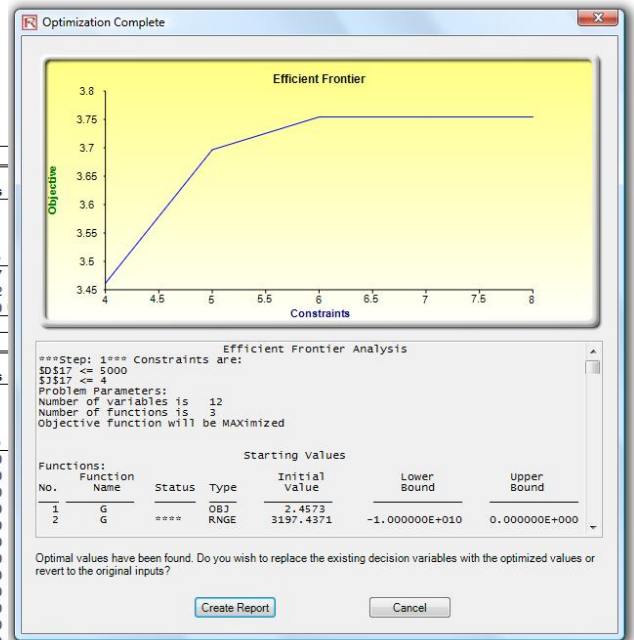 Optimization Complete
Efficient Frontier
3.8
3.75
3.7
3.65
3.6
3.55
3.5
3.45
Objective
4 4.5 5 5.5 6 6.5 7 7.5 8
Constraints
Efficient Frontier Analysis
***Step: 1*** Constraints are:
$D$17 <= 5000
$J$17 <= 4
Problem Parameters:
Number of variables is 12
Number of functions is 3
Objective function will be MAXimized
Starting Values
Functions:
Function Initial Lower Upper
No. Name Status Type Value Bound Bound
1 G OBJ 2.4573
2 G **** RNGE 3197.4371 -1.000000E+010 0.000000E+000
Optimal values have been found. Do you wish to replace the existing decision variables with the optimized values or
revert to the original inputs?
Create Report Cancel